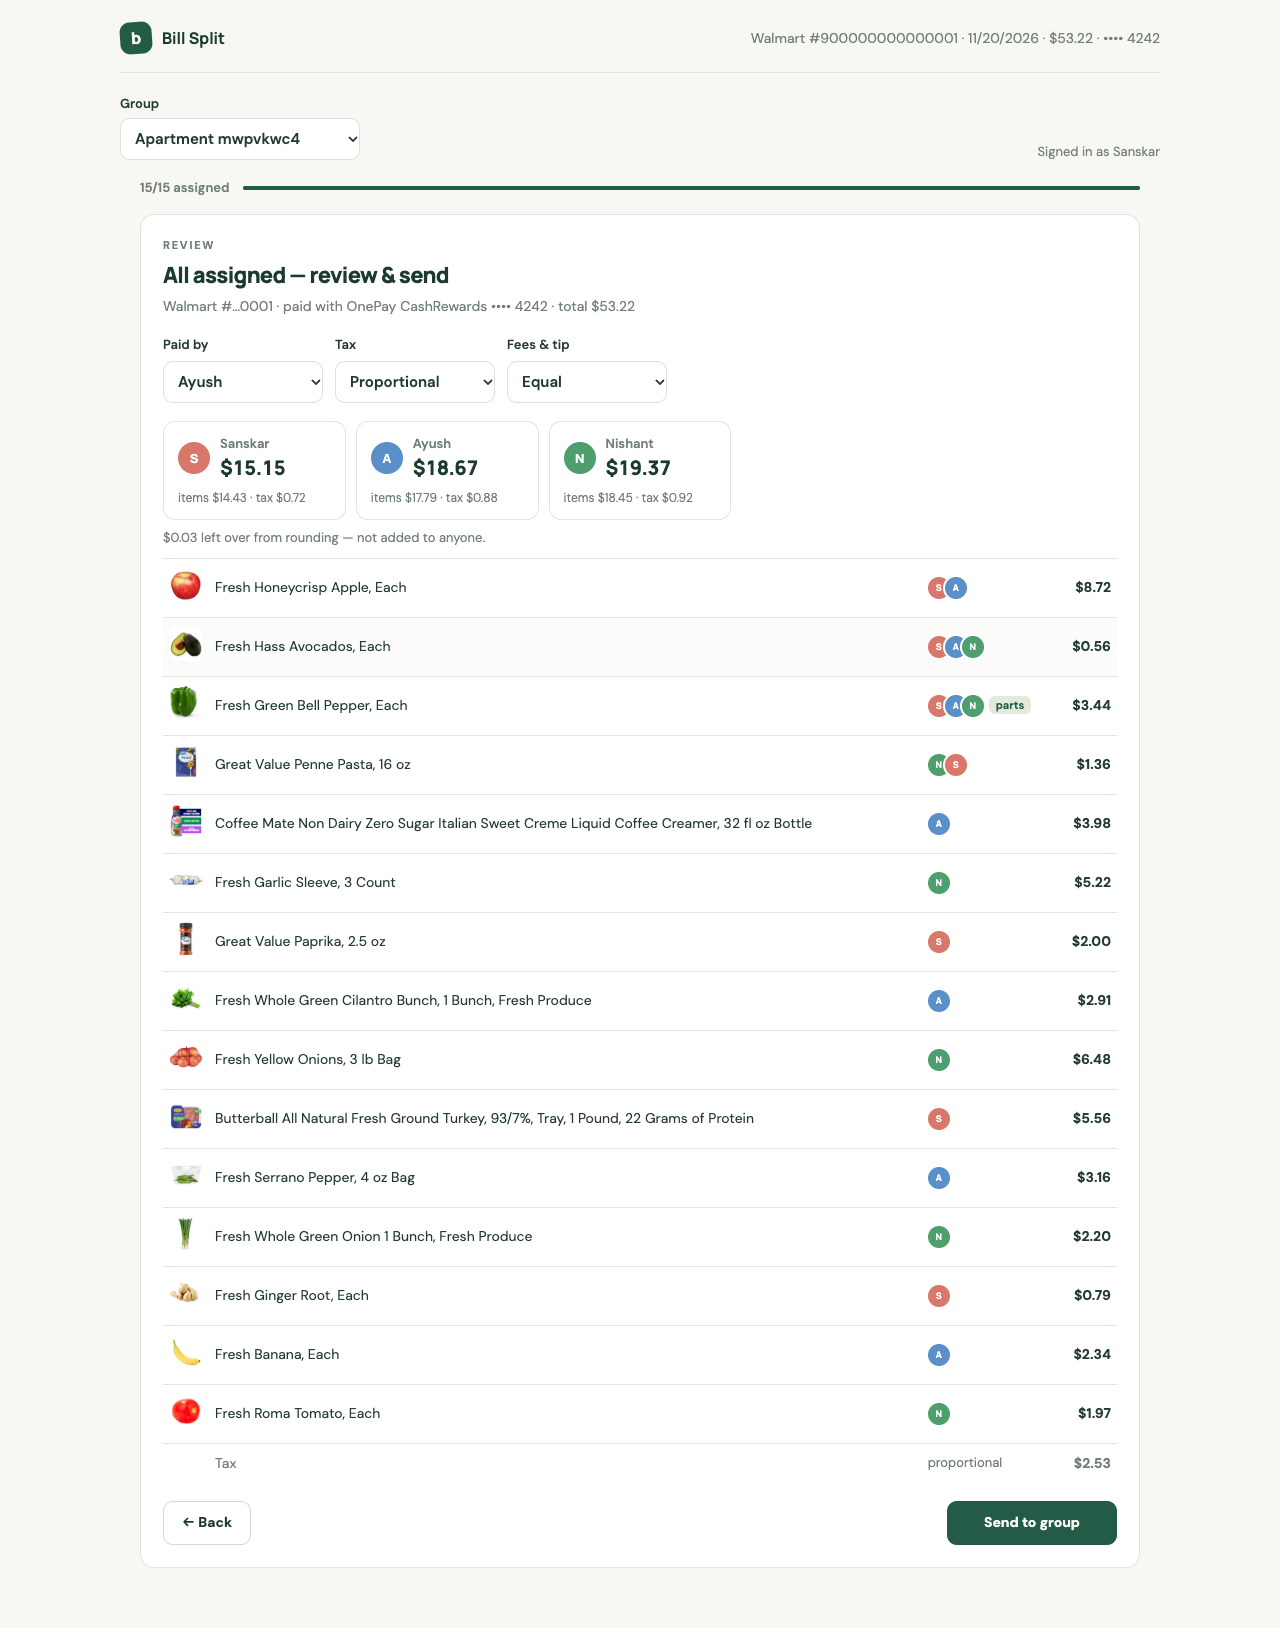 b Bill Split
Walmart #900000000000001 · 11/20/2026 · $53.22 · •••• 4242
Group
Apartment mwpvkwc4
Signed in as Sanskar
15/15 assigned
REVIEW
All assigned — review & send
Walmart #…0001 · paid with OnePay CashRewards •••• 4242 · total $53.22
Paid by Tax Fees & tip
Ayush Proportional Equal
S Sanskar $15.15
items $14.43 · tax $0.72
A Ayush $18.67
items $17.79 · tax $0.88
N Nishant $19.37
items $18.45 · tax $0.92
$0.03 left over from rounding — not added to anyone.
Fresh Honeycrisp Apple, Each S A $8.72
Fresh Hass Avocados, Each S A N $0.56
Fresh Green Bell Pepper, Each S A N parts $3.44
Great Value Penne Pasta, 16 oz N S $1.36
Coffee Mate Non Dairy Zero Sugar Italian Sweet Creme Liquid Coffee Creamer, 32 fl oz Bottle A $3.98
Fresh Garlic Sleeve, 3 Count N $5.22
Great Value Paprika, 2.5 oz S $2.00
Fresh Whole Green Cilantro Bunch, 1 Bunch, Fresh Produce A $2.91
Fresh Yellow Onions, 3 lb Bag N $6.48
Butterball All Natural Fresh Ground Turkey, 93/7%, Tray, 1 Pound, 22 Grams of Protein S $5.56
Fresh Serrano Pepper, 4 oz Bag A $3.16
Fresh Whole Green Onion 1 Bunch, Fresh Produce N $2.20
Fresh Ginger Root, Each S $0.79
Fresh Banana, Each A $2.34
Fresh Roma Tomato, Each N $1.97
Tax proportional $2.53
← Back
Send to group